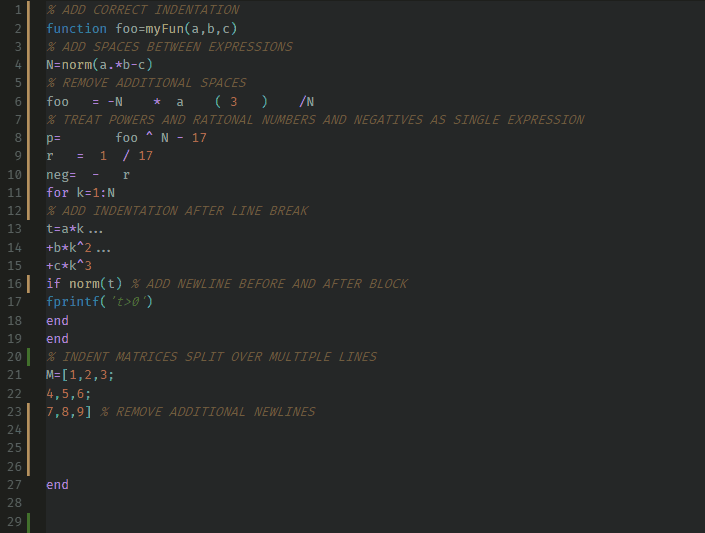 1 % ADD CORRECT INDENTATION
2 function foo=myFun(a,b,c)
3 % ADD SPACES BETWEEN EXPRESSIONS
4 N=norm(a.*b-c)
5 % REMOVE ADDITIONAL SPACES
6 foo   = -N    *  a    ( 3   )    /N
7 % TREAT POWERS AND RATIONAL NUMBERS AND NEGATIVES AS SINGLE EXPRESSION
8 p=       foo ^ N - 17
9 r   =  1  / 17
10 neg=  -   r
11 for k=1:N
12 % ADD INDENTATION AFTER LINE BREAK
13 t=a*k...
14 +b*k^2...
15 +c*k^3
16 if norm(t) % ADD NEWLINE BEFORE AND AFTER BLOCK
17 fprintf('t>0')
18 end
19 end
20 % INDENT MATRICES SPLIT OVER MULTIPLE LINES
21 M=[1,2,3;
22 4,5,6;
23 7,8,9] % REMOVE ADDITIONAL NEWLINES
24
25
26
27 end
28
29